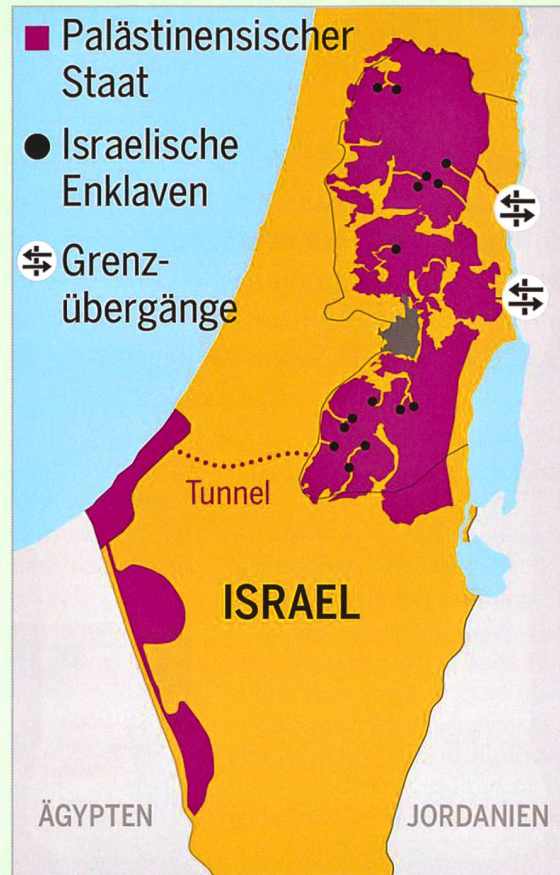 Palästinensischer
Staat
Israelische
Enklaven
Grenz-
übergänge
Tunnel
ISRAEL
ÄGYPTEN
JORDANIEN